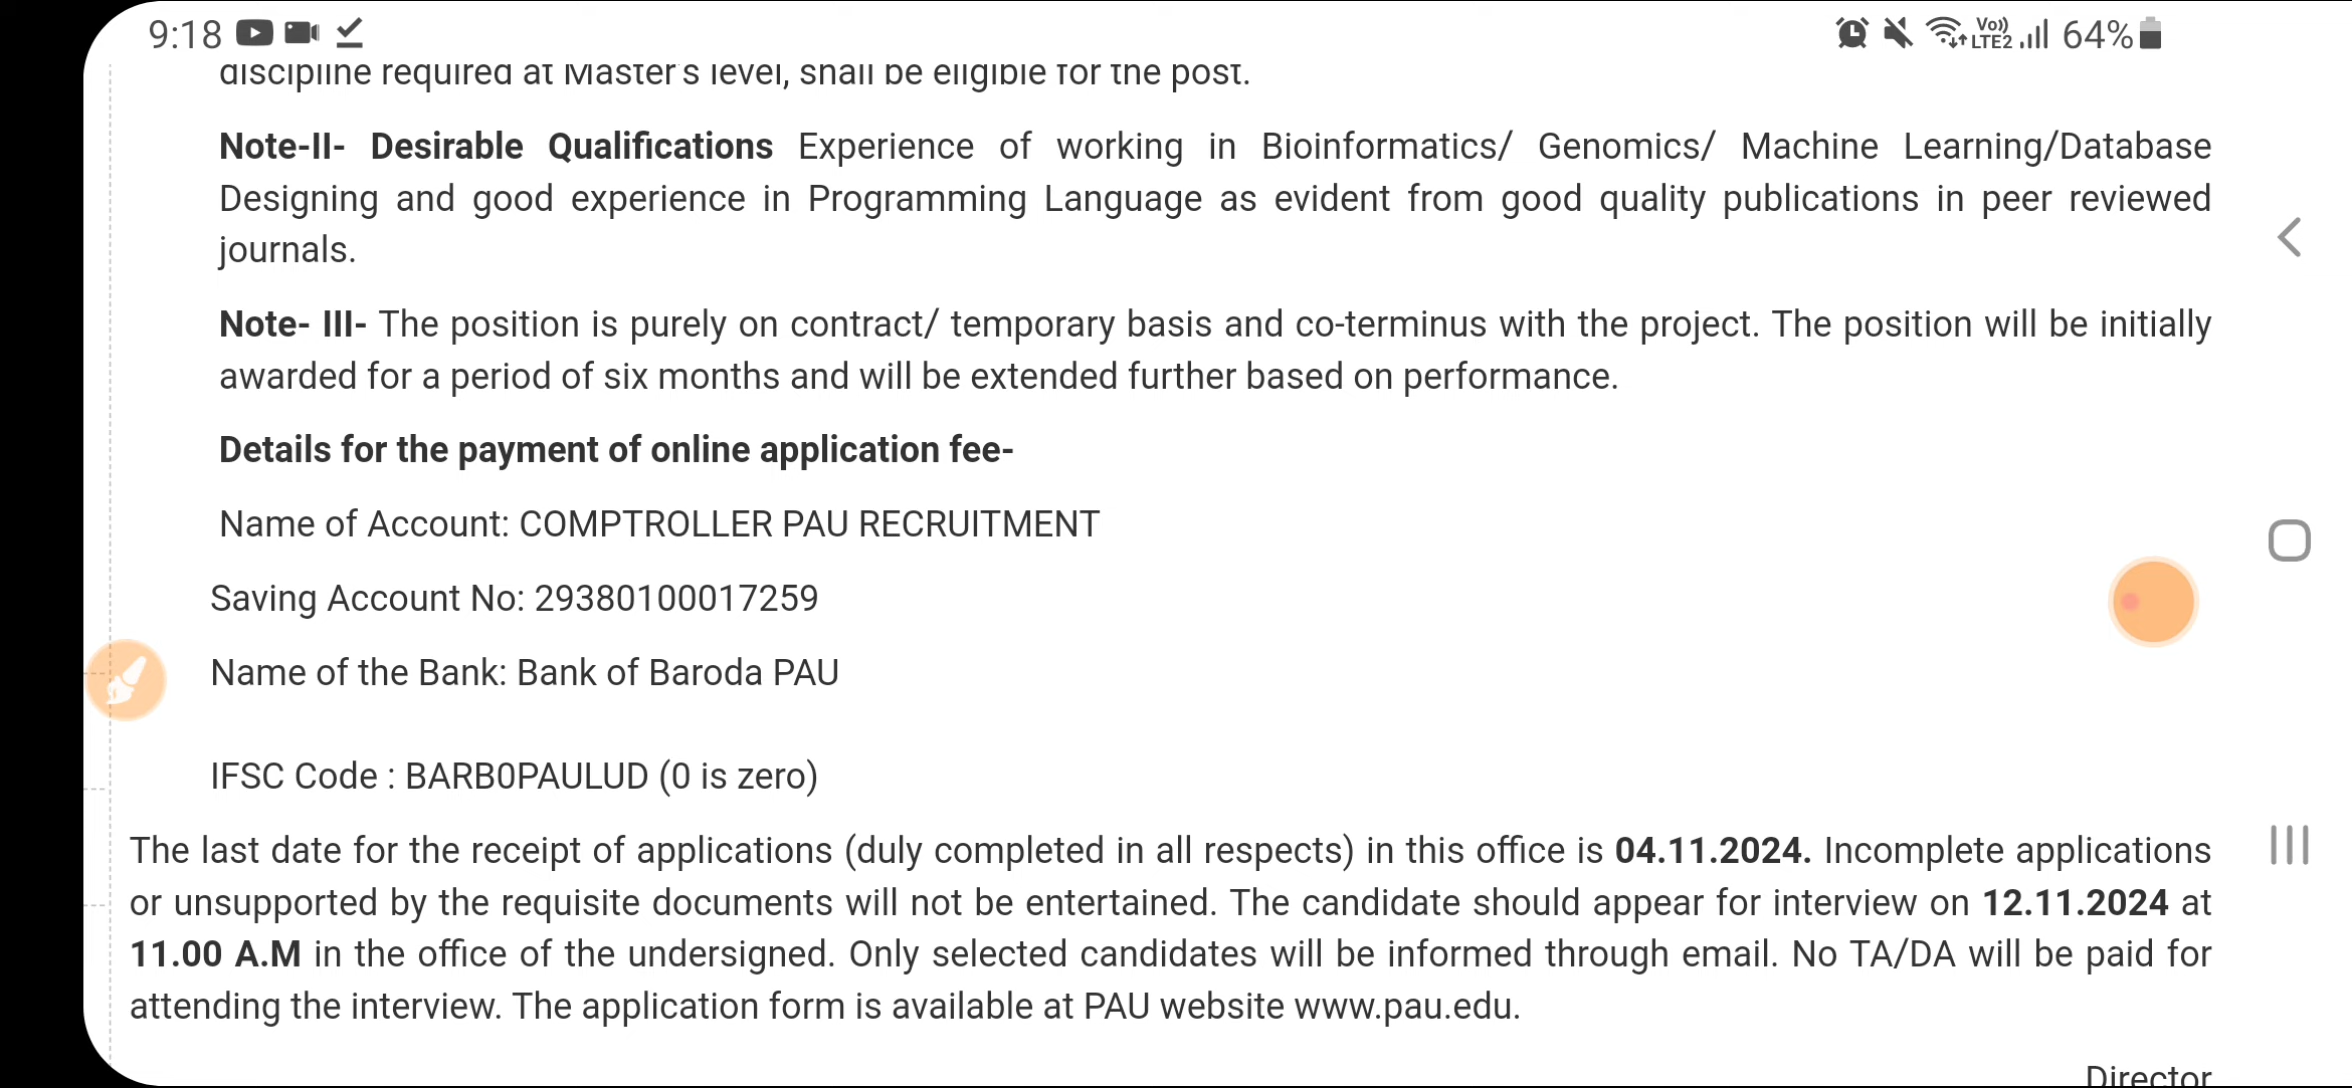 9:18
Vo))
LTE2
64%
discipline required at Master's level, shall be eligible for the post.
Note-II- Desirable Qualifications Experience of working in Bioinformatics/ Genomics/ Machine Learning/Database
Designing and good experience in Programming Language as evident from good quality publications in peer reviewed
journals.
Note- III- The position is purely on contract/ temporary basis and co-terminus with the project. The position will be initially
awarded for a period of six months and will be extended further based on performance.
Details for the payment of online application fee-
Name of Account: COMPTROLLER PAU RECRUITMENT
Saving Account No: 29380100017259
Name of the Bank: Bank of Baroda PAU
IFSC Code : BARB0PAULUD (0 is zero)
The last date for the receipt of applications (duly completed in all respects) in this office is 04.11.2024. Incomplete applications
or unsupported by the requisite documents will not be entertained. The candidate should appear for interview on 12.11.2024 at
11.00 A.M in the office of the undersigned. Only selected candidates will be informed through email. No TA/DA will be paid for
attending the interview. The application form is available at PAU website www.pau.edu.
Director